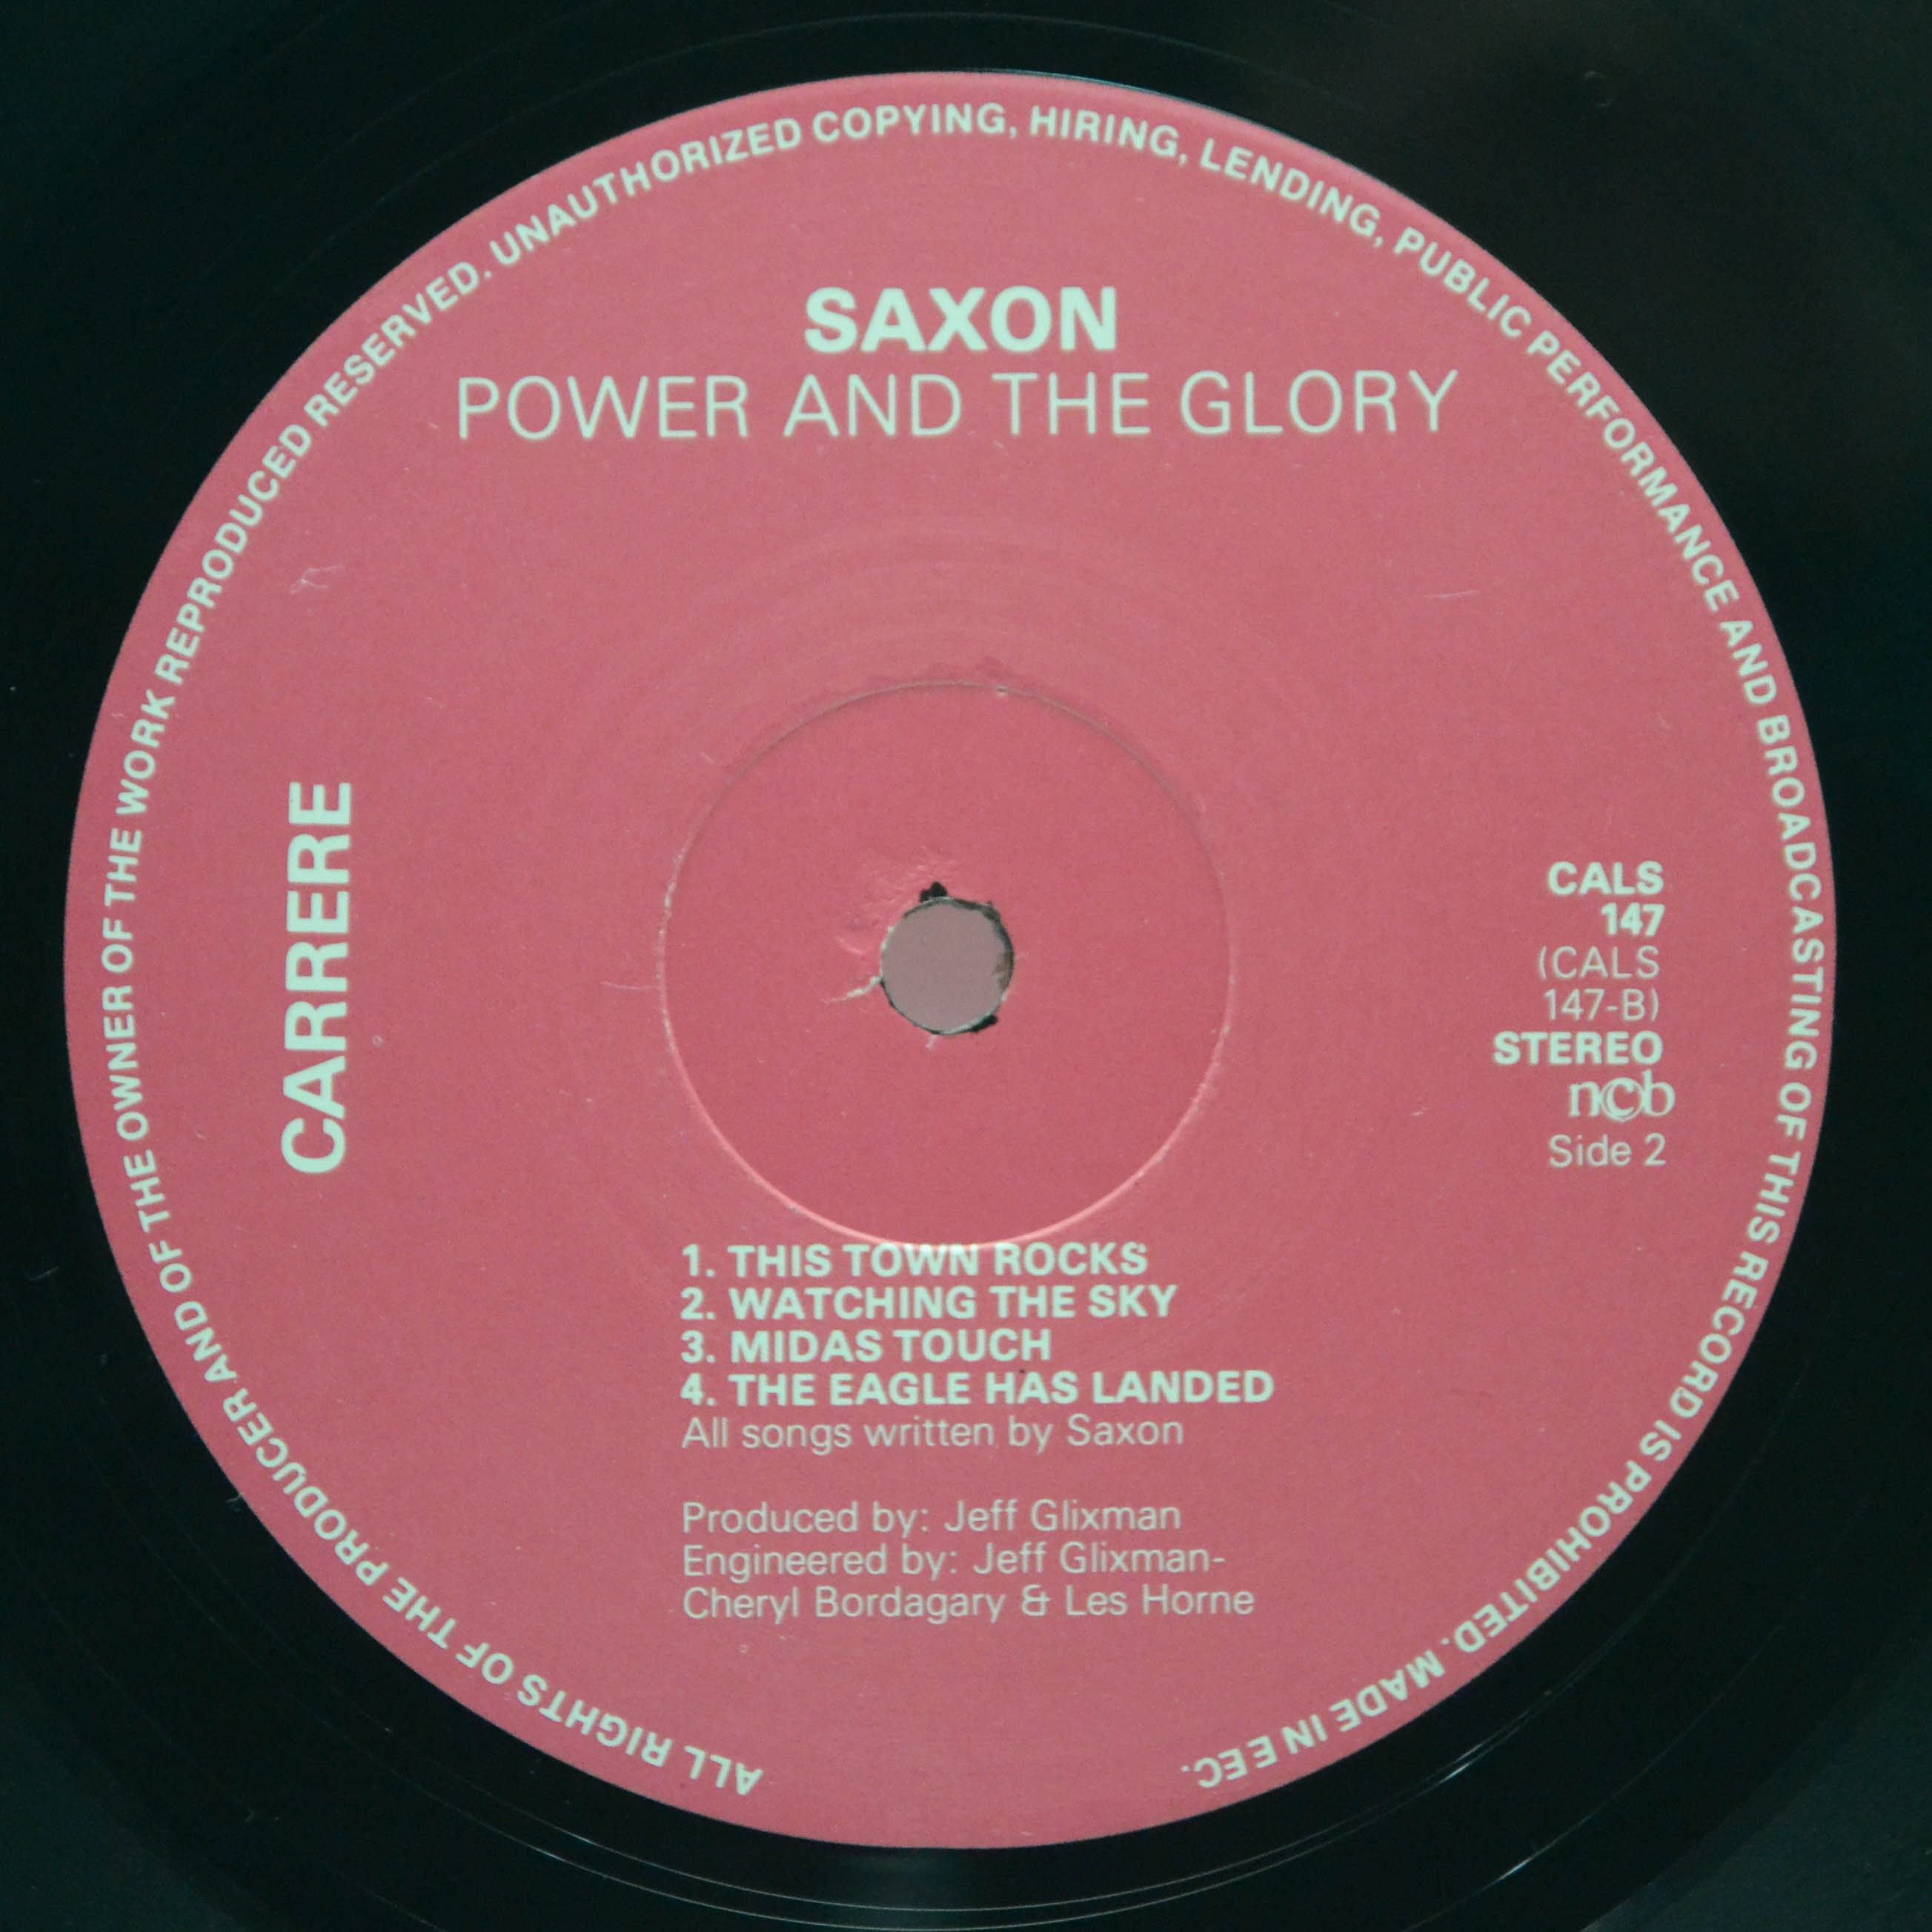 ALL RIGHTS OF THE PRODUCER AND OF THE OWNER OF THE WORK REPRODUCED RESERVED. UNAUTHORIZED COPYING, HIRING, LENDING, PUBLIC PERFORMANCE AND BROADCASTING OF THIS RECORD IS PROHIBITED. MADE IN EEC.
SAXON
POWER AND THE GLORY
CARRERE
CALS
147
(CALS
147-B)
STEREO
ncb
Side 2
1. THIS TOWN ROCKS
2. WATCHING THE SKY
3. MIDAS TOUCH
4. THE EAGLE HAS LANDED
All songs written by Saxon
Produced by: Jeff Glixman
Engineered by: Jeff Glixman-
Cheryl Bordagary & Les Horne